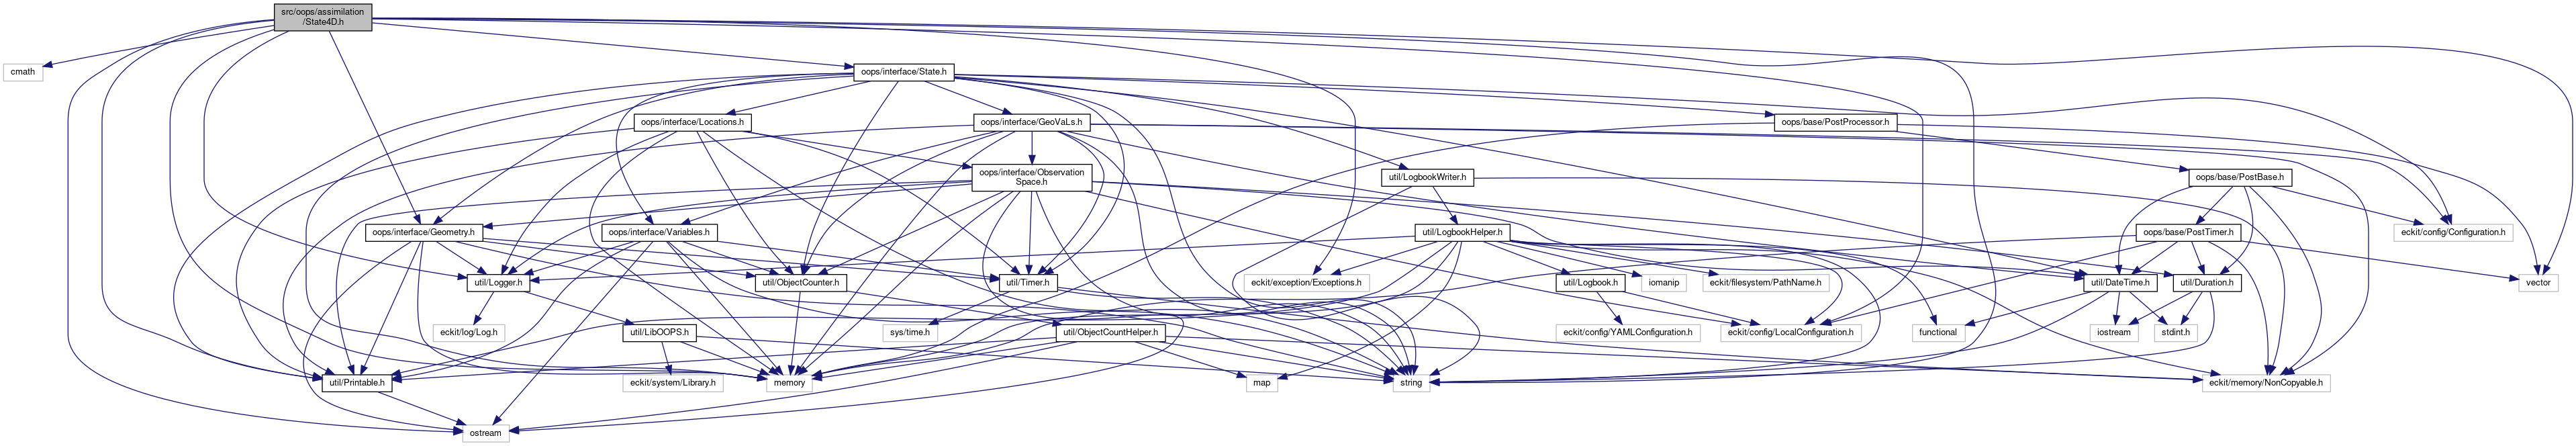 src/oops/assimilation
/State4D.h
cmath
oops/interface/State.h
oops/interface/Locations.h
oops/interface/GeoVaLs.h
oops/base/PostProcessor.h
oops/interface/Observation
Space.h
util/LogbookWriter.h
oops/base/PostBase.h
oops/interface/Geometry.h
oops/interface/Variables.h
util/LogbookHelper.h
oops/base/PostTimer.h
eckit/config/Configuration.h
util/Logger.h
util/ObjectCounter.h
util/Timer.h
eckit/exception/Exceptions.h
util/Logbook.h
iomanip
eckit/filesystem/PathName.h
util/DateTime.h
util/Duration.h
vector
eckit/log/Log.h
util/LibOOPS.h
sys/time.h
util/ObjectCountHelper.h
eckit/config/YAMLConfiguration.h
eckit/config/LocalConfiguration.h
functional
iostream
stdint.h
util/Printable.h
eckit/system/Library.h
memory
map
string
eckit/memory/NonCopyable.h
ostream